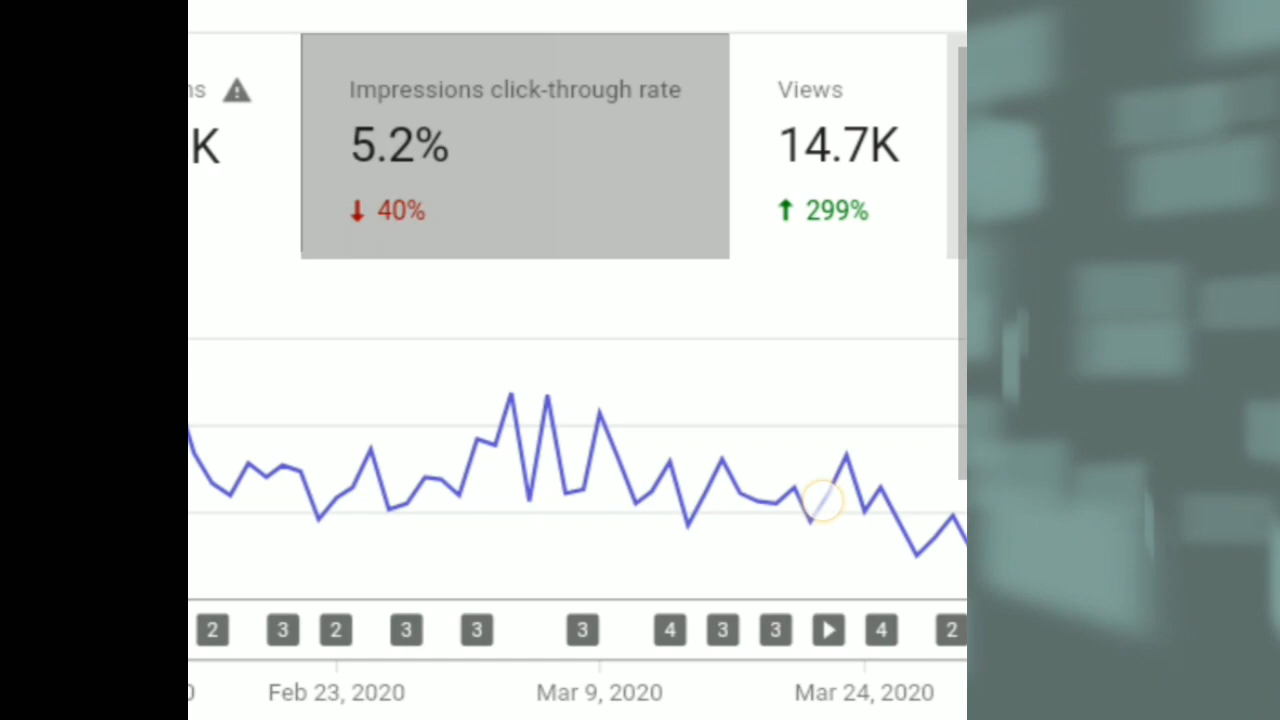 Impressions click-through rate
Views
K
5.2%
14.7K
40%
299%
2 3 2 3 3 3 4 3 3 4 2
Feb 23, 2020 Mar 9, 2020 Mar 24, 2020